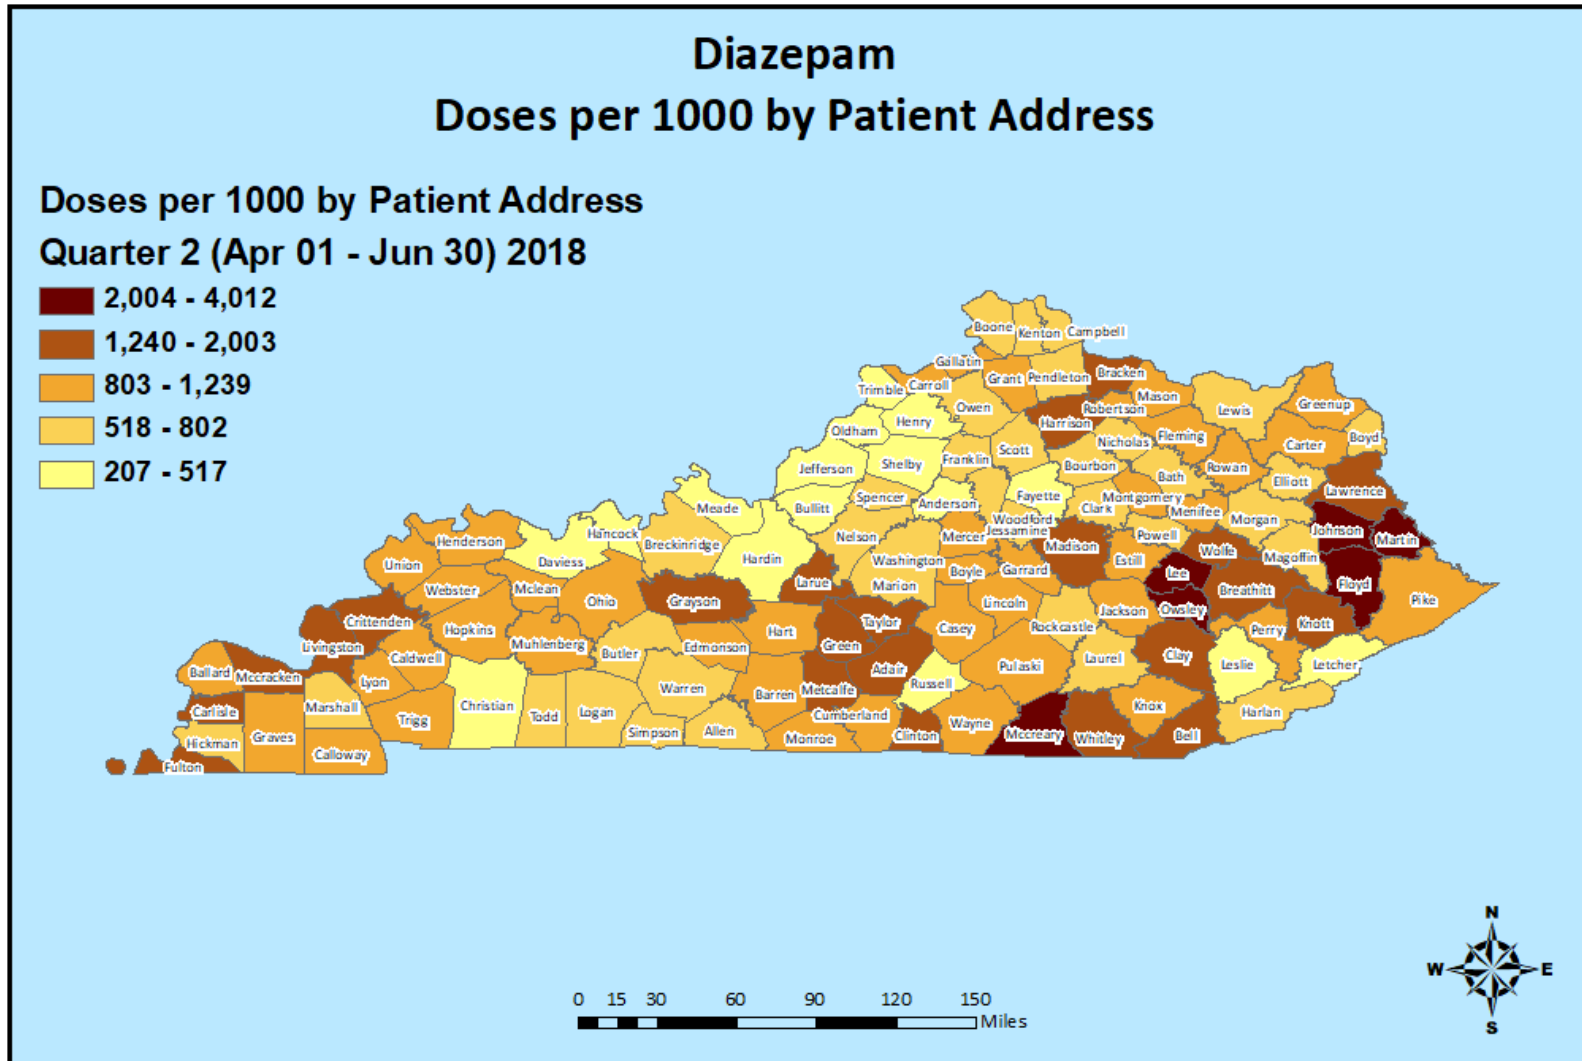 Diazepam
Doses per 1000 by Patient Address
Doses per 1000 by Patient Address
Quarter 2 (Apr 01 - Jun 30) 2018
2,004 - 4,012
1,240 - 2,003
803 - 1,239
518 - 802
207 - 517
Boone
Kenton
Campbell
Gallatin
Trimble
Carroll
Grant
Pendleton
Bracken
Mason
Lewis
Greenup
Owen
Robertson
Henry
Harrison
Oldham
Nicholas
Fleming
Carter
Boyd
Scott
Franklin
Shelby
Jefferson
Bourbon
Rowan
Bath
Elliott
Lawrence
Fayette
Spencer
Anderson
Montgomery
Clark
Menifee
Meade
Bullitt
Woodford
Morgan
Jessamine
Johnson
Martin
Hancock
Nelson
Mercer
Powell
Henderson
Breckinridge
Madison
Wolfe
Magoffin
Daviess
Hardin
Washington
Estill
Union
Boyle
Garrard
Lee
Larue
Marion
Floyd
Webster
Mclean
Breathitt
Ohio
Grayson
Lincoln
Jackson
Owsley
Pike
Crittenden
Taylor
Knott
Hopkins
Hart
Casey
Rockcastle
Perry
Livingston
Muhlenberg
Edmonson
Green
Butler
Caldwell
Clay
Laurel
Leslie
Letcher
Pulaski
Adair
Ballard
Mccracken
Lyon
Russell
Warren
Metcalfe
Barren
Marshall
Christian
Knox
Carlisle
Todd
Logan
Cumberland
Harlan
Trigg
Wayne
Simpson
Allen
Mccreary
Whitley
Bell
Clinton
Graves
Hickman
Monroe
Calloway
Fulton
0 15 30 60 90 120 150
Miles
N
W E
S